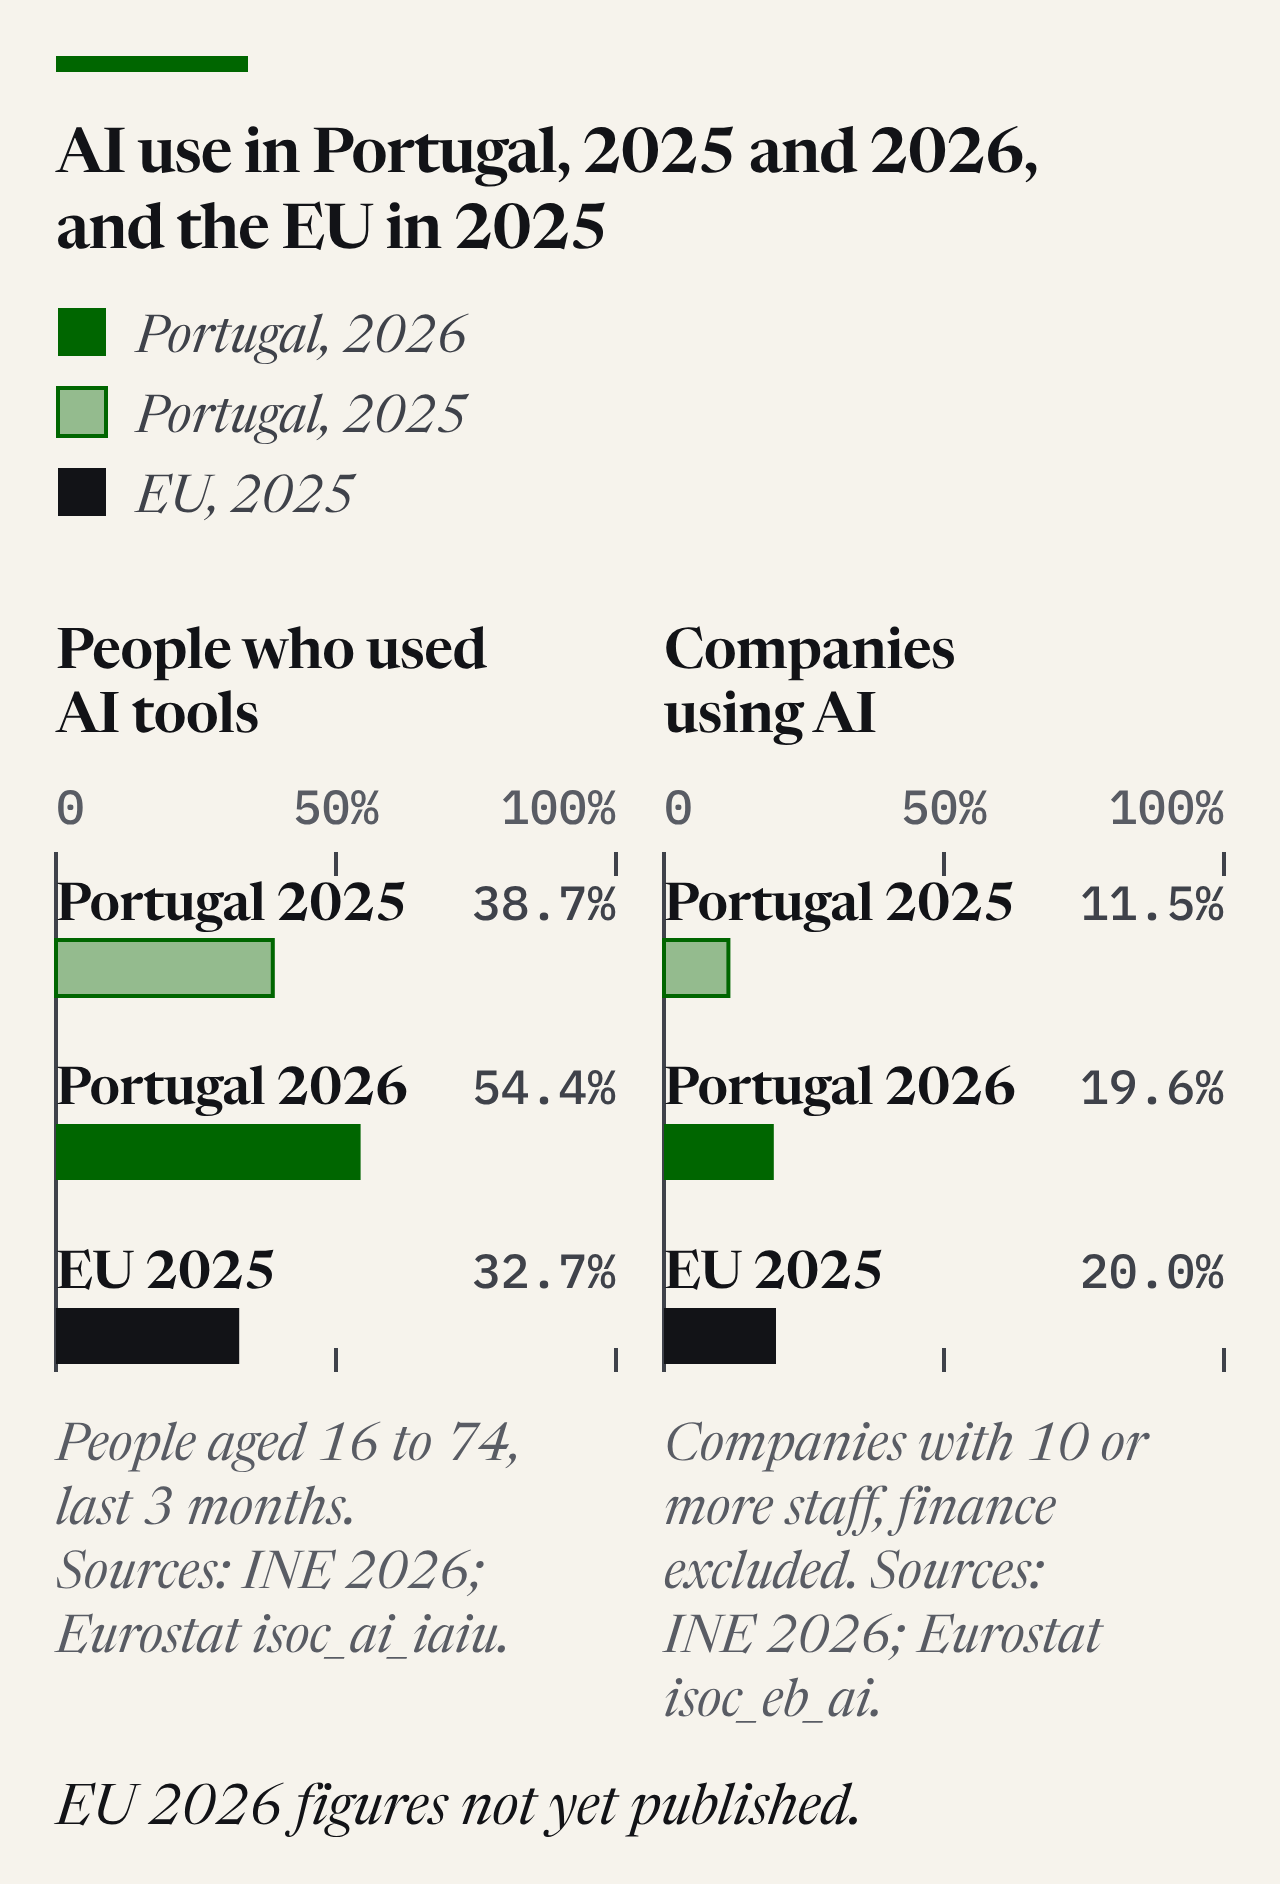 AI use in Portugal, 2025 and 2026,
and the EU in 2025
Portugal, 2026
Portugal, 2025
EU, 2025
People who used
AI tools
0 50% 100%
Portugal 2025 38.7%
Portugal 2026 54.4%
EU 2025 32.7%
People aged 16 to 74,
last 3 months.
Sources: INE 2026;
Eurostat isoc_ai_iaiu.
Companies
using AI
0 50% 100%
Portugal 2025 11.5%
Portugal 2026 19.6%
EU 2025 20.0%
Companies with 10 or
more staff, finance
excluded. Sources:
INE 2026; Eurostat
isoc_eb_ai.
EU 2026 figures not yet published.